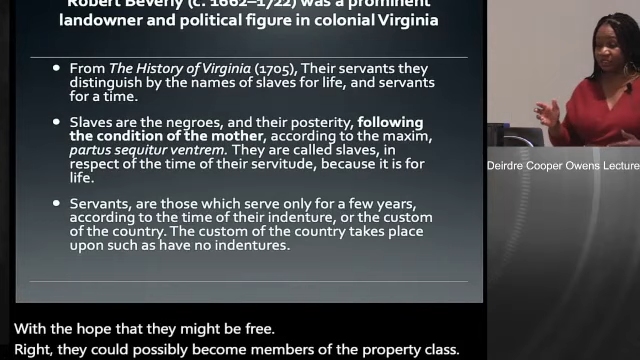 Robert Beverly (c. 1662–1722) was a prominent
landowner and political figure in colonial Virginia
• From The History of Virginia (1705), Their servants they
distinguish by the names of slaves for life, and servants
for a time.
• Slaves are the negroes, and their posterity, following
the condition of the mother, according to the maxim,
partus sequitur ventrem. They are called slaves, in
respect of the time of their servitude, because it is for
life.
• Servants, are those which serve only for a few years,
according to the time of their indenture, or the custom
of the country. The custom of the country takes place
upon such as have no indentures.
Deirdre Cooper Owens Lecture
With the hope that they might be free.
Right, they could possibly become members of the property class.